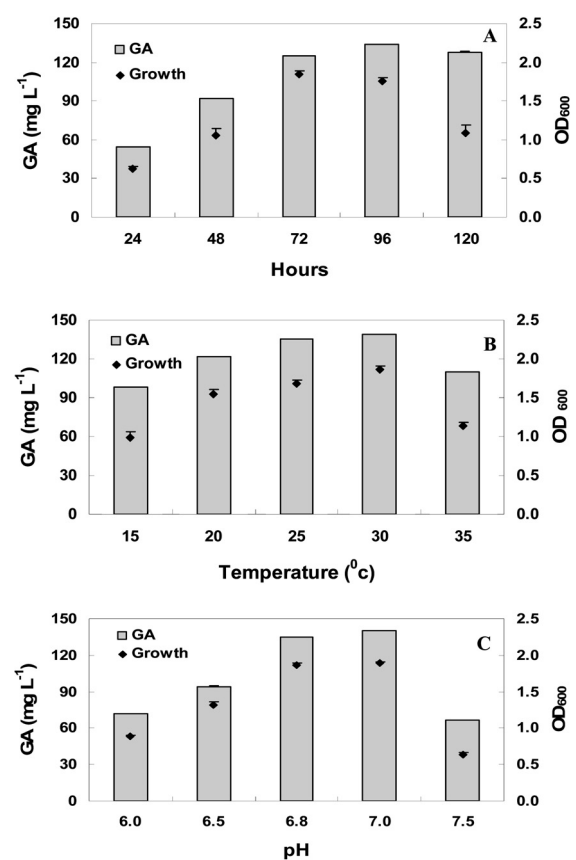 A
GA
Growth
150
120
90
60
30
0
GA (mg L⁻¹)
2.5
2.0
1.5
1.0
0.5
0.0
OD₆₀₀
24 48 72 96 120
Hours
B
GA
Growth
150
120
90
60
30
0
GA (mg L⁻¹)
2.5
2.0
1.5
1.0
0.5
0.0
OD ₆₀₀
15 20 25 30 35
Temperature (⁰c)
C
GA
Growth
150
120
90
60
30
0
GA (mg L⁻¹)
2.5
2.0
1.5
1.0
0.5
0.0
OD₆₀₀
6.0 6.5 6.8 7.0 7.5
pH